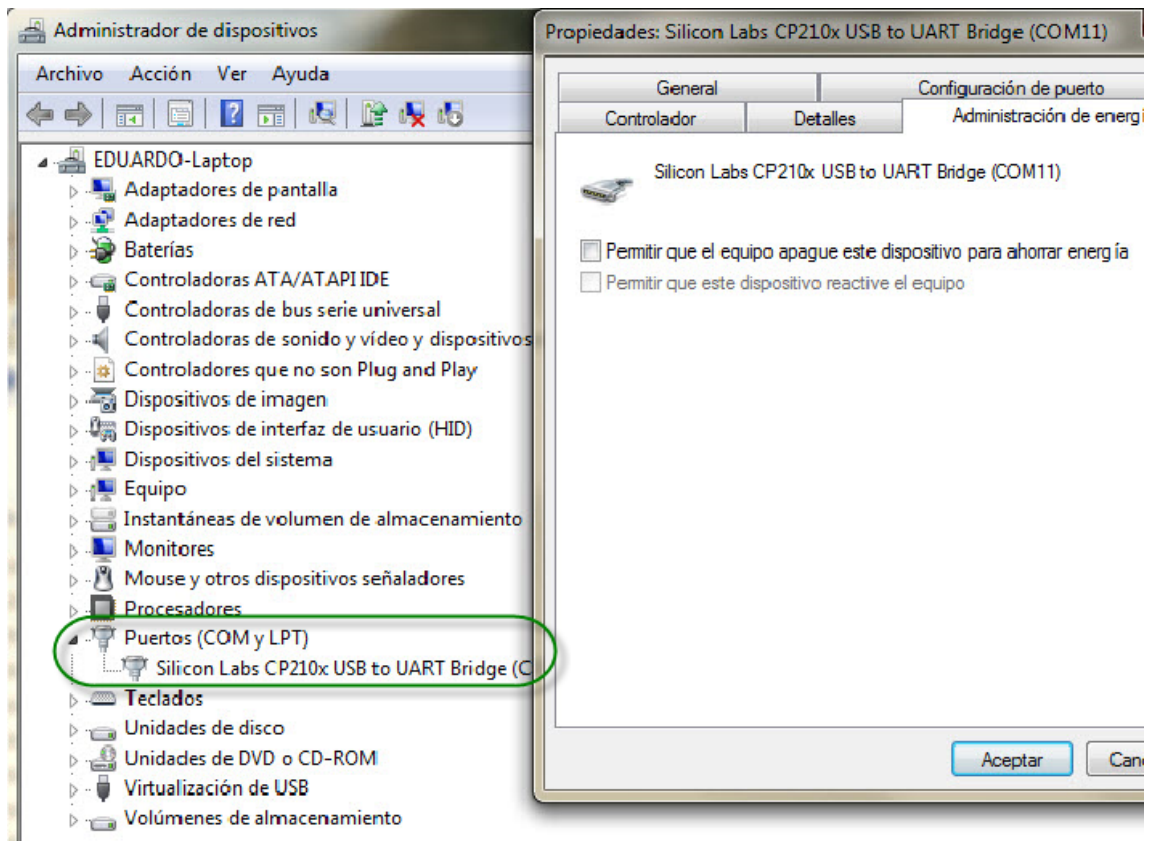 Administrador de dispositivos
Archivo Acción Ver Ayuda
EDUARDO-Laptop
Adaptadores de pantalla
Adaptadores de red
Baterías
Controladoras ATA/ATAPI IDE
Controladoras de bus serie universal
Controladoras de sonido y vídeo y dispositivos
Controladores que no son Plug and Play
Dispositivos de imagen
Dispositivos de interfaz de usuario (HID)
Dispositivos del sistema
Equipo
Instantáneas de volumen de almacenamiento
Monitores
Mouse y otros dispositivos señaladores
Procesadores
Puertos (COM y LPT)
Silicon Labs CP210x USB to UART Bridge (C
Teclados
Unidades de disco
Unidades de DVD o CD-ROM
Virtualización de USB
Volúmenes de almacenamiento
Propiedades: Silicon Labs CP210x USB to UART Bridge (COM11)
General Configuración de puerto
Controlador Detalles Administración de energi
Silicon Labs CP210x USB to UART Bridge (COM11)
Permitir que el equipo apague este dispositivo para ahorrar energía
Permitir que este dispositivo reactive el equipo
Aceptar Can